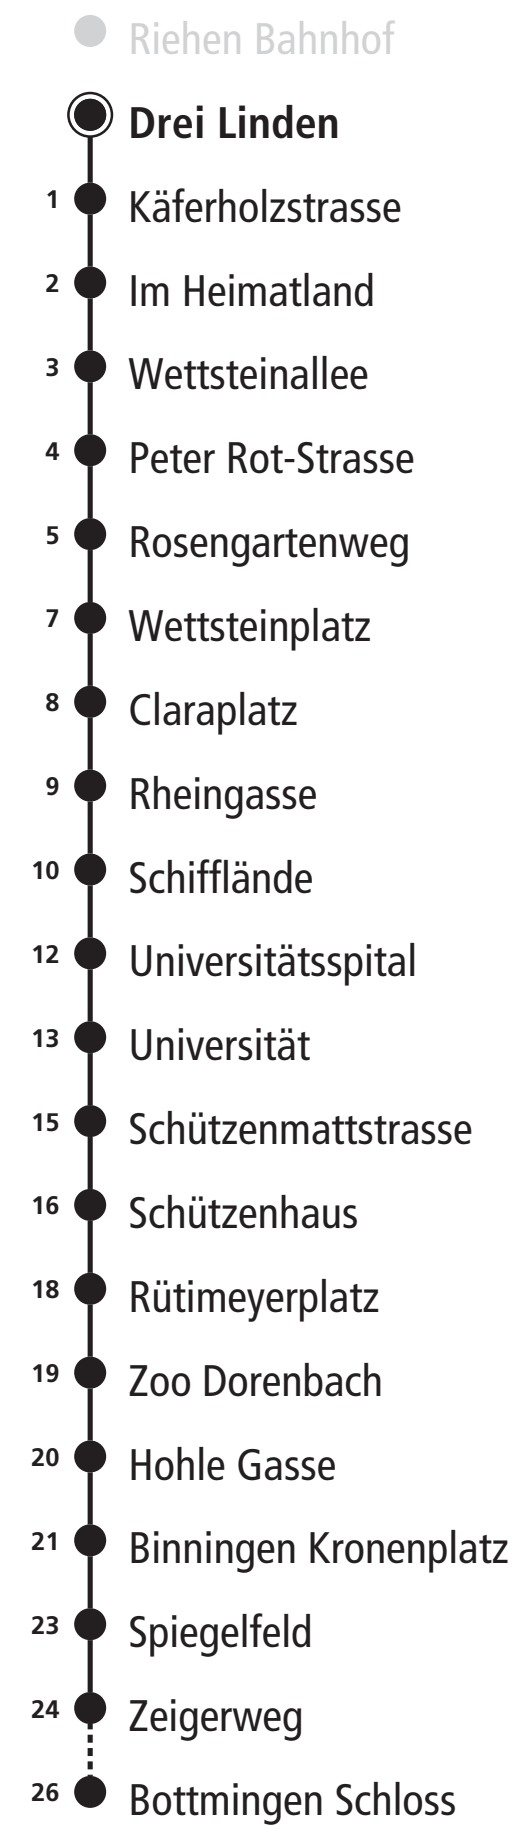 Riehen Bahnhof
Drei Linden
1 Käferholzstrasse
2 Im Heimatland
3 Wettsteinallee
4 Peter Rot-Strasse
5 Rosengartenweg
7 Wettsteinplatz
8 Claraplatz
9 Rheingasse
10 Schifflände
12 Universitätsspital
13 Universität
15 Schützenmattstrasse
16 Schützenhaus
18 Rütimeyerplatz
19 Zoo Dorenbach
20 Hohle Gasse
21 Binningen Kronenplatz
23 Spiegelfeld
24 Zeigerweg
26 Bottmingen Schloss